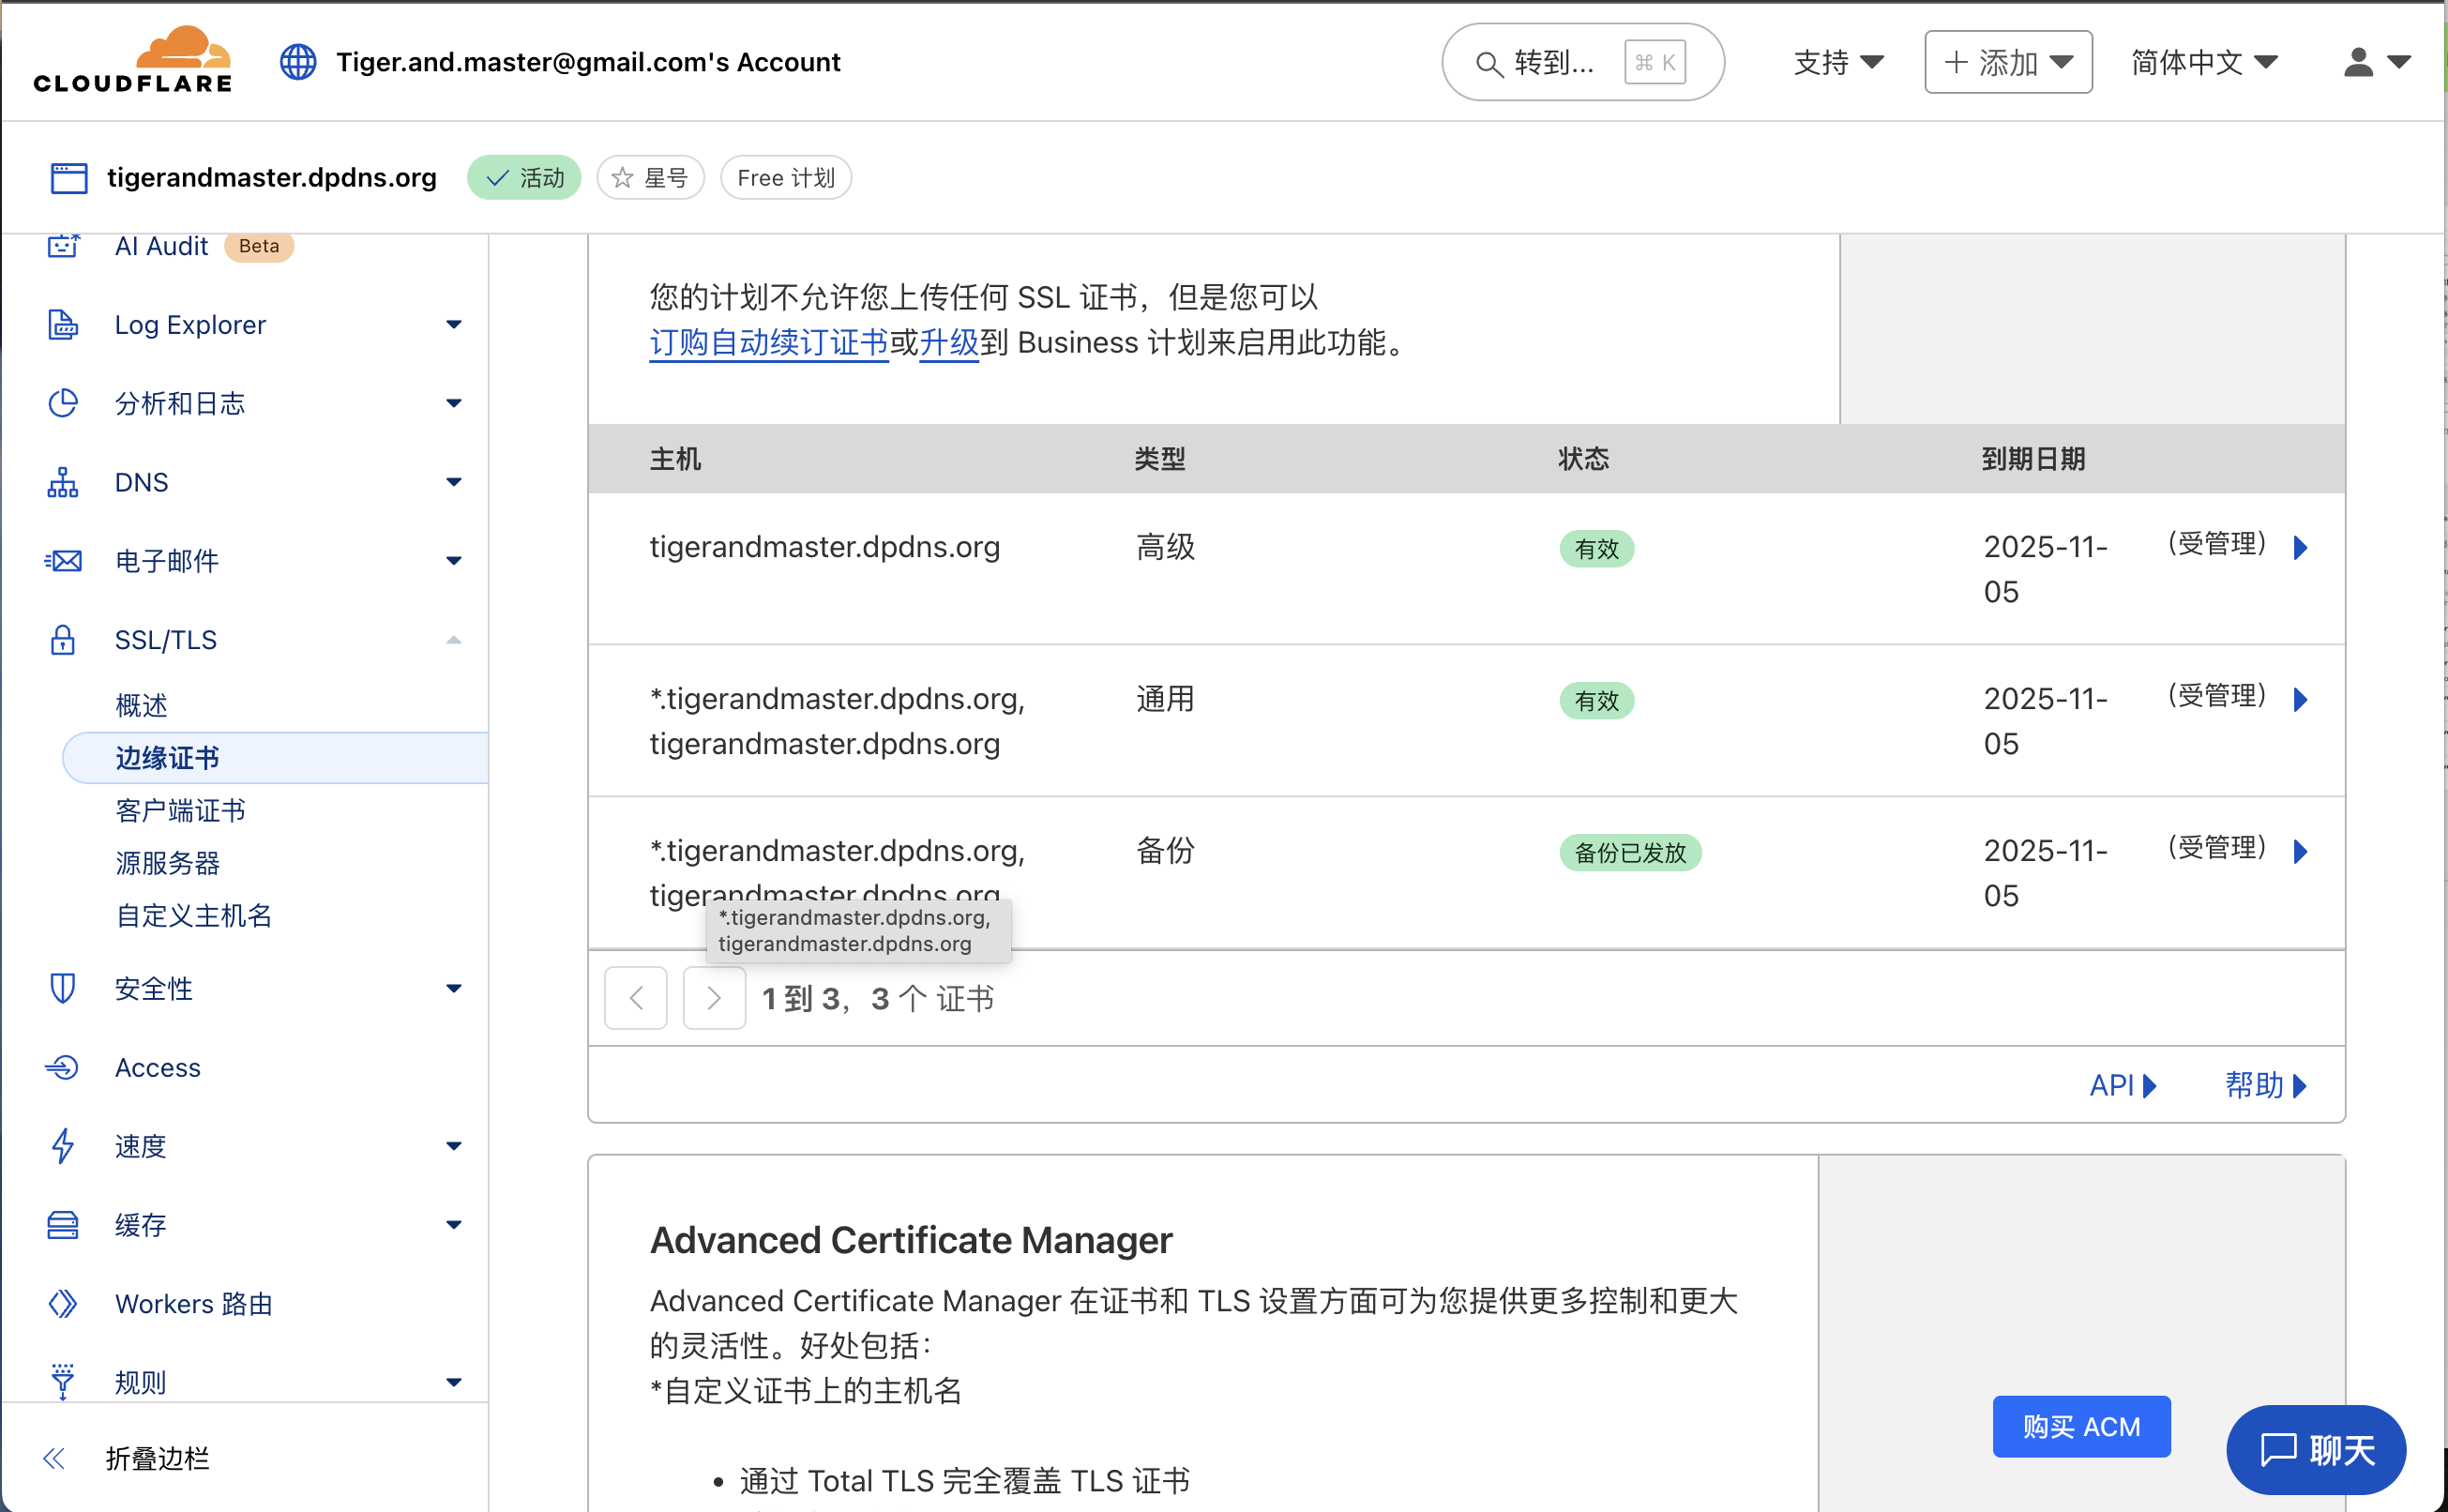 CLOUDFLARE
Tiger.and.master@gmail.com's Account
转到...
⌘ K
支持
添加
简体中文
tigerandmaster.dpdns.org
活动
星号
Free 计划
AI Audit
Beta
Log Explorer
分析和日志
DNS
电子邮件
SSL/TLS
概述
边缘证书
客户端证书
源服务器
自定义主机名
安全性
Access
速度
缓存
Workers 路由
规则
折叠边栏
您的计划不允许您上传任何 SSL 证书，但是您可以
订购自动续订证书或升级到 Business 计划来启用此功能。
主机 类型 状态 到期日期
tigerandmaster.dpdns.org 高级 有效 2025-11- （受管理）
05
*.tigerandmaster.dpdns.org, 通用 有效 2025-11- （受管理）
tigerandmaster.dpdns.org 05
*.tigerandmaster.dpdns.org, 备份 备份已发放 2025-11- （受管理）
tigerandmaster.dpdns.org 05
*.tigerandmaster.dpdns.org,
tigerandmaster.dpdns.org
1 到 3，3 个 证书
API 帮助
Advanced Certificate Manager
Advanced Certificate Manager 在证书和 TLS 设置方面可为您提供更多控制和更大
的灵活性。好处包括：
*自定义证书上的主机名
• 通过 Total TLS 完全覆盖 TLS 证书
购买 ACM
聊天